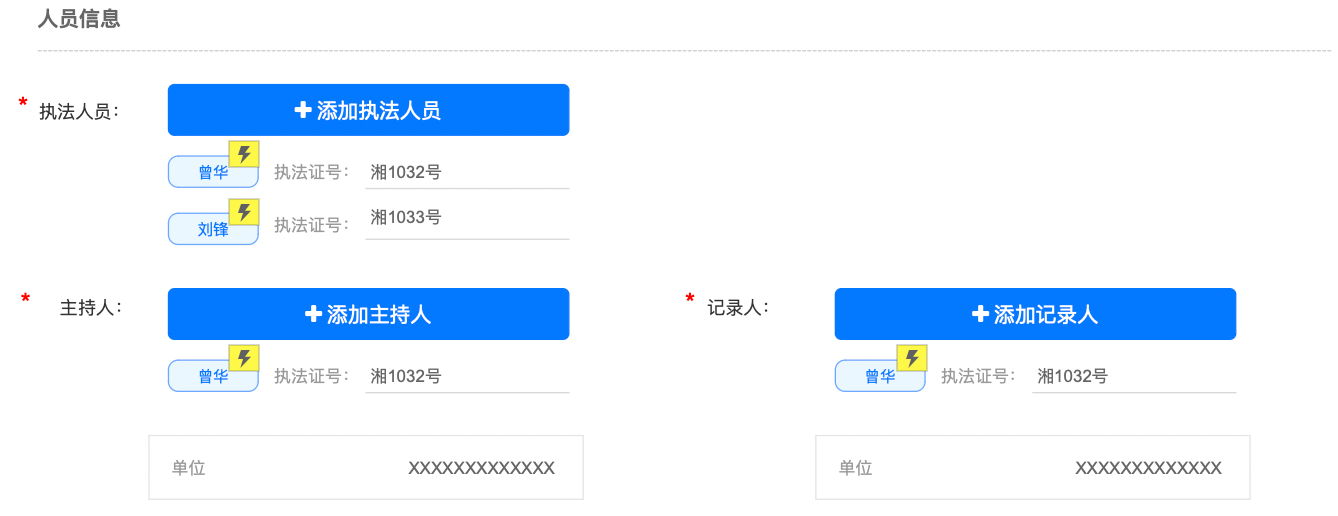 人员信息
* 执法人员： 添加执法人员
曾华 执法证号： 湘1032号
刘锋 执法证号： 湘1033号
* 主持人： 添加主持人
曾华 执法证号： 湘1032号
单位 XXXXXXXXXXXXX
* 记录人： 添加记录人
曾华 执法证号： 湘1032号
单位 XXXXXXXXXXXXX